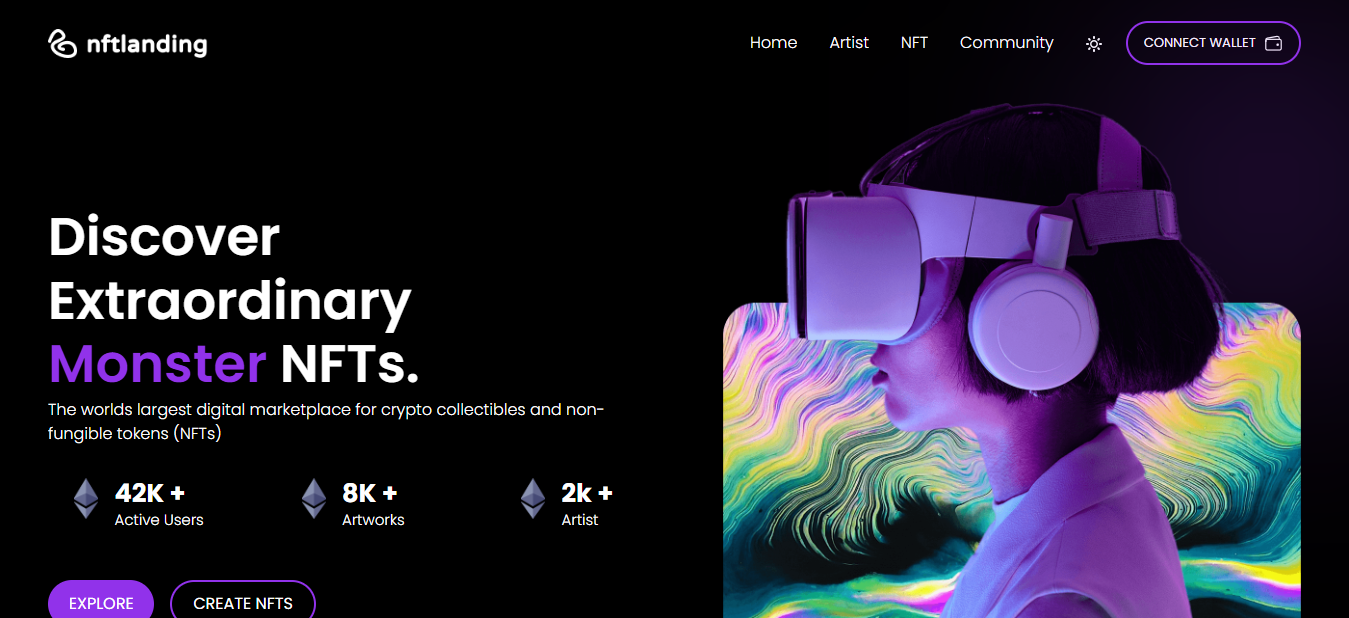 nftlanding
Home
Artist
NFT
Community
CONNECT WALLET
Discover
Extraordinary
Monster NFTs.
The worlds largest digital marketplace for crypto collectibles and non-
fungible tokens (NFTs)
42K +
Active Users
8K +
Artworks
2k +
Artist
EXPLORE
CREATE NFTS